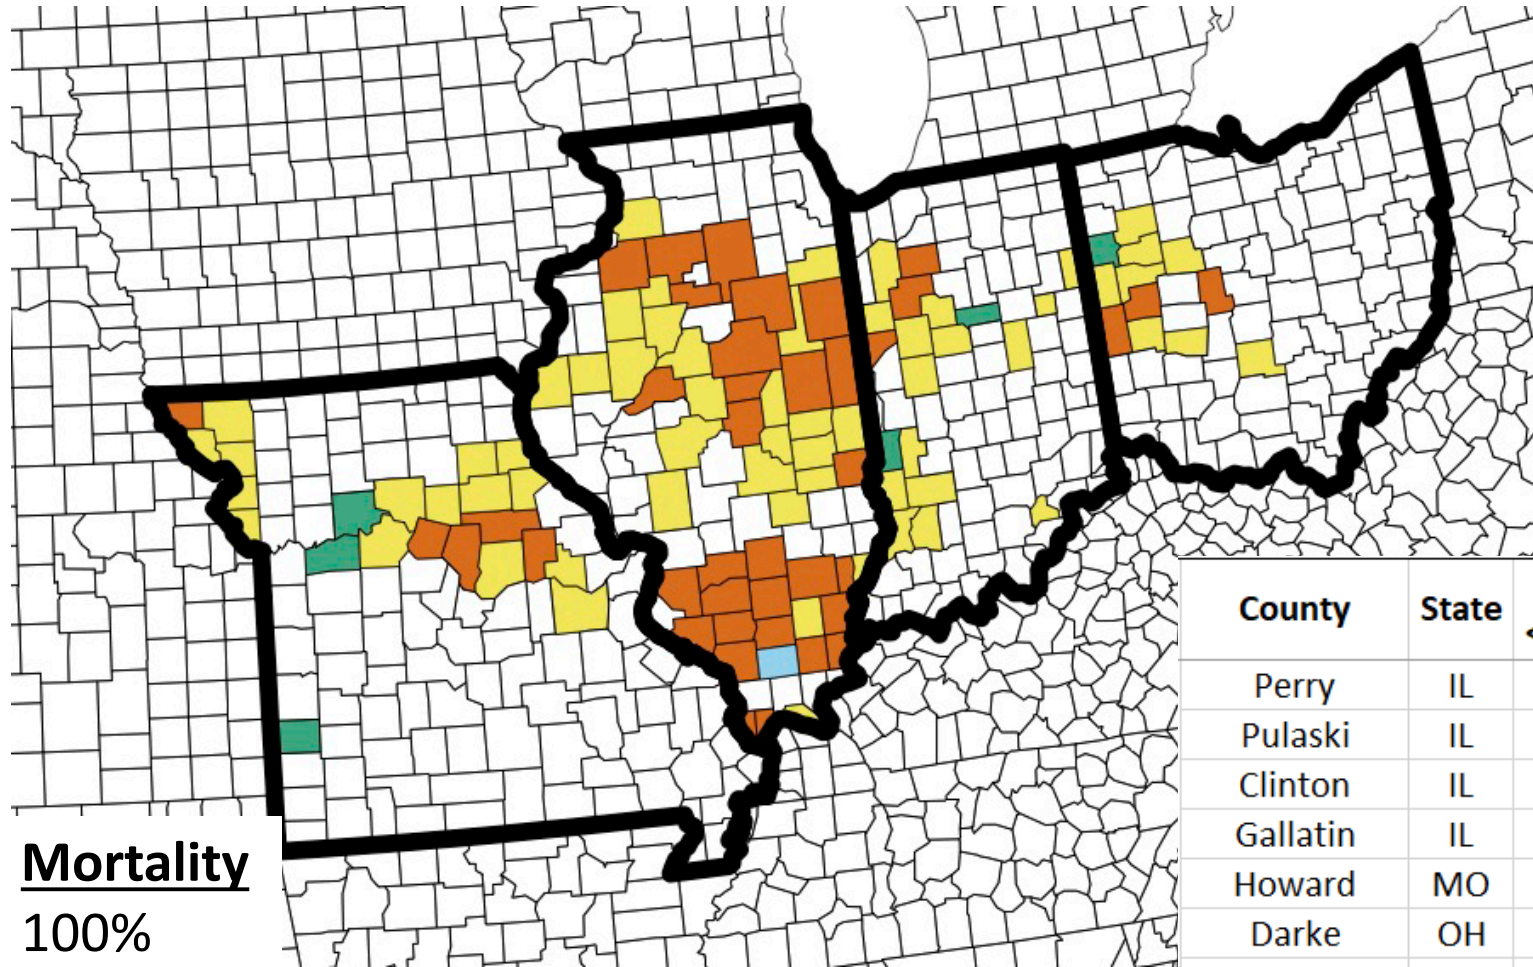 Mortality
100%
County State
Perry IL
Pulaski IL
Clinton IL
Gallatin IL
Howard MO
Darke OH